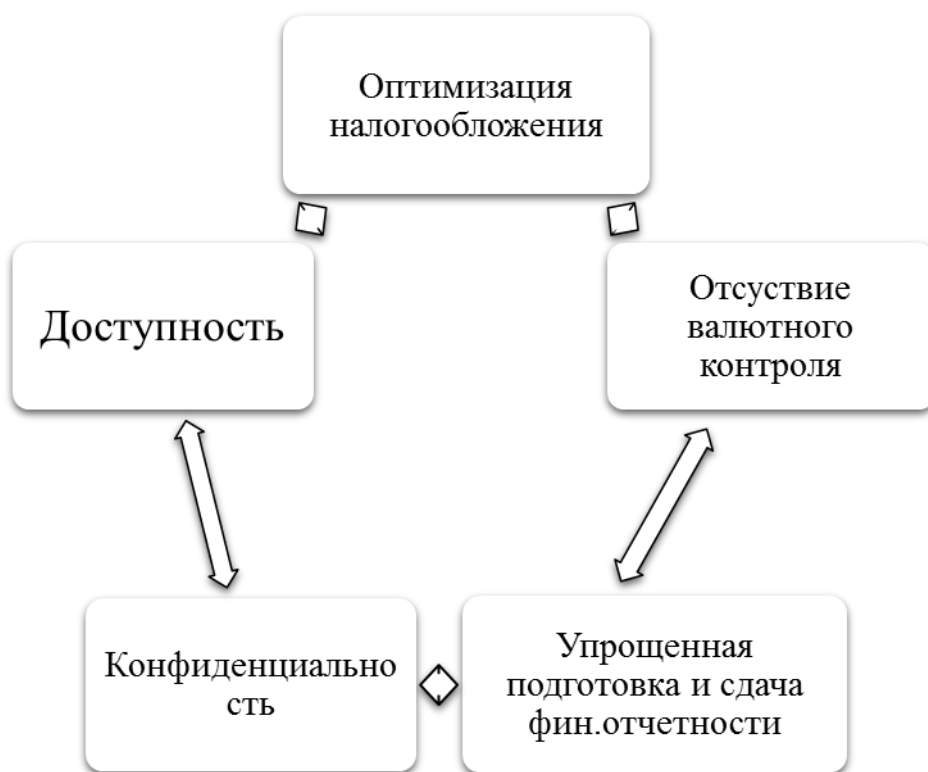 Оптимизация
налогообложения
Доступность
Отсуствие
валютного
контроля
Конфиденциально
сть
Упрощенная
подготовка и сдача
фин.отчетности